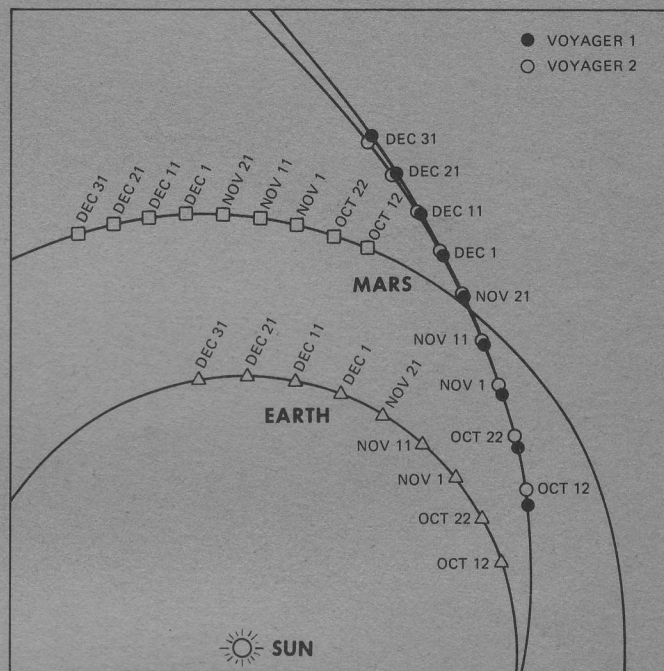 VOYAGER 1
VOYAGER 2
DEC 31
DEC 21
DEC 11
DEC 1
NOV 21
NOV 11
NOV 1
OCT 22
OCT 12
DEC 31
DEC 21
DEC 11
DEC 1
NOV 21
NOV 11
NOV 1
OCT 22
OCT 12
MARS
DEC 31
DEC 21
DEC 11
DEC 1
NOV 21
NOV 11
NOV 1
OCT 22
OCT 12
EARTH
SUN